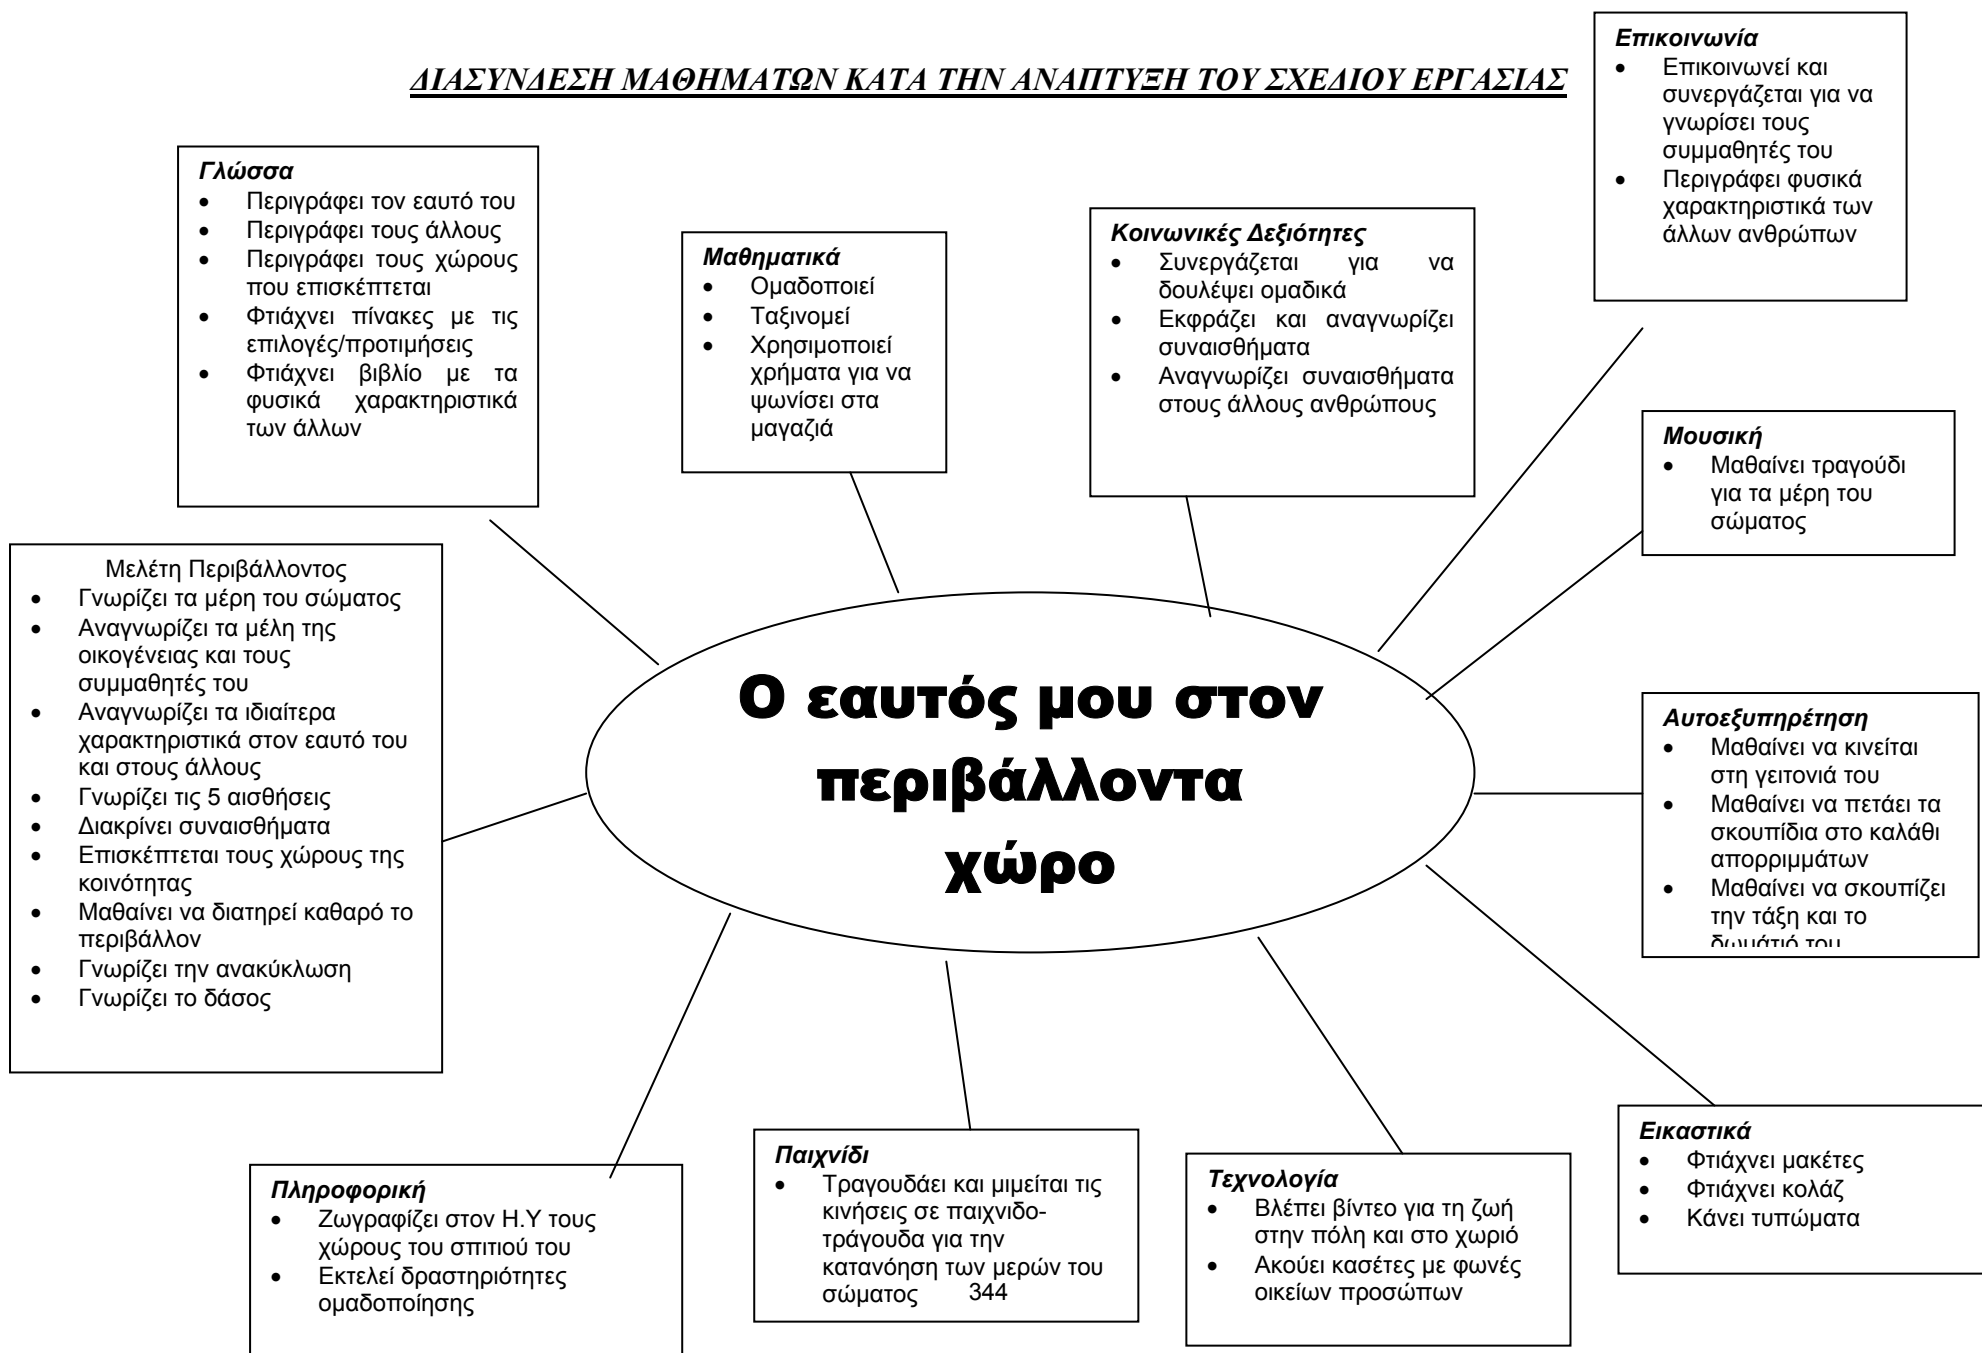 ΔΙΑΣΥΝΔΕΣΗ ΜΑΘΗΜΑΤΩΝ ΚΑΤΑ ΤΗΝ ΑΝΑΠΤΥΞΗ ΤΟΥ ΣΧΕΔΙΟΥ ΕΡΓΑΣΙΑΣ
Γλώσσα
• Περιγράφει τον εαυτό του
• Περιγράφει τους άλλους
• Περιγράφει τους χώρους
που επισκέπτεται
• Φτιάχνει πίνακες με τις
επιλογές/προτιμήσεις
• Φτιάχνει βιβλίο με τα
φυσικά χαρακτηριστικά
των άλλων
Μαθηματικά
• Ομαδοποιεί
• Ταξινομεί
• Χρησιμοποιεί
χρήματα για να
ψωνίσει στα
μαγαζιά
Κοινωνικές Δεξιότητες
• Συνεργάζεται για να
δουλέψει ομαδικά
• Εκφράζει και αναγνωρίζει
συναισθήματα
• Αναγνωρίζει συναισθήματα
στους άλλους ανθρώπους
Επικοινωνία
• Επικοινωνεί και
συνεργάζεται για να
γνωρίσει τους
συμμαθητές του
• Περιγράφει φυσικά
χαρακτηριστικά των
άλλων ανθρώπων
Μουσική
• Μαθαίνει τραγούδι
για τα μέρη του
σώματος
Μελέτη Περιβάλλοντος
• Γνωρίζει τα μέρη του σώματος
• Αναγνωρίζει τα μέλη της
οικογένειας και τους
συμμαθητές του
• Αναγνωρίζει τα ιδιαίτερα
χαρακτηριστικά στον εαυτό του
και στους άλλους
• Γνωρίζει τις 5 αισθήσεις
• Διακρίνει συναισθήματα
• Επισκέπτεται τους χώρους της
κοινότητας
• Μαθαίνει να διατηρεί καθαρό το
περιβάλλον
• Γνωρίζει την ανακύκλωση
• Γνωρίζει το δάσος
Ο εαυτός μου στον
περιβάλλοντα
χώρο
Αυτοεξυπηρέτηση
• Μαθαίνει να κινείται
στη γειτονιά του
• Μαθαίνει να πετάει τα
σκουπίδια στο καλάθι
απορριμμάτων
• Μαθαίνει να σκουπίζει
την τάξη και το
δωμάτιό του
Πληροφορική
• Ζωγραφίζει στον Η.Υ τους
χώρους του σπιτιού του
• Εκτελεί δραστηριότητες
ομαδοποίησης
Παιχνίδι
• Τραγουδάει και μιμείται τις
κινήσεις σε παιχνιδο-
τράγουδα για την
κατανόηση των μερών του
σώματος
344
Τεχνολογία
• Βλέπει βίντεο για τη ζωή
στην πόλη και στο χωριό
• Ακούει κασέτες με φωνές
οικείων προσώπων
Εικαστικά
• Φτιάχνει μακέτες
• Φτιάχνει κολάζ
• Κάνει τυπώματα